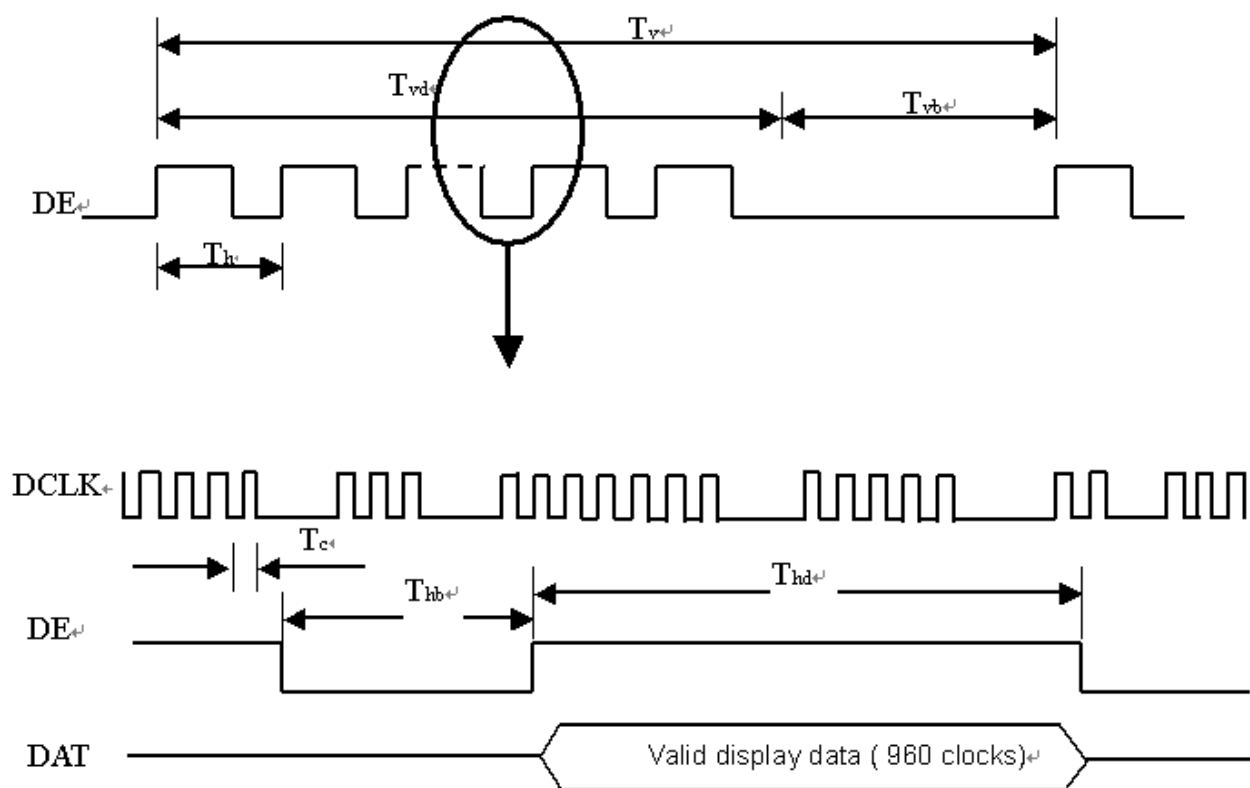 Tv↵
Tvd↵
Tvb↵
DE↵
Th↵
DCLK↵
Tc↵
Thb↵
Thd↵
DE↵
DAT
Valid display data ( 960 clocks)↵